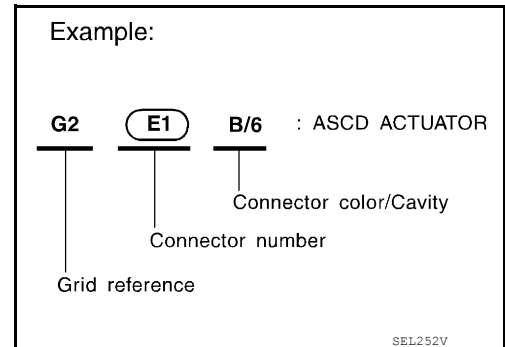 Example:
G2 E1 B/6 : ASCD ACTUATOR
Connector color/Cavity
Connector number
Grid reference
SEL252V